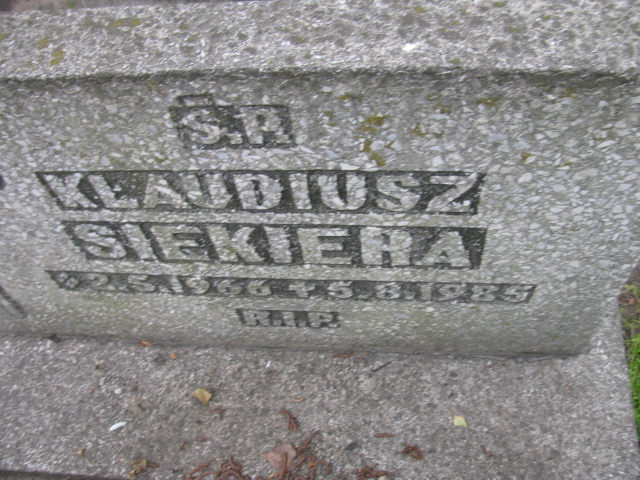 Ś.P.
KLAUDIUSZ
SIEKIERA
* 2.5.1966 + 5.8.1985
R.I.P.